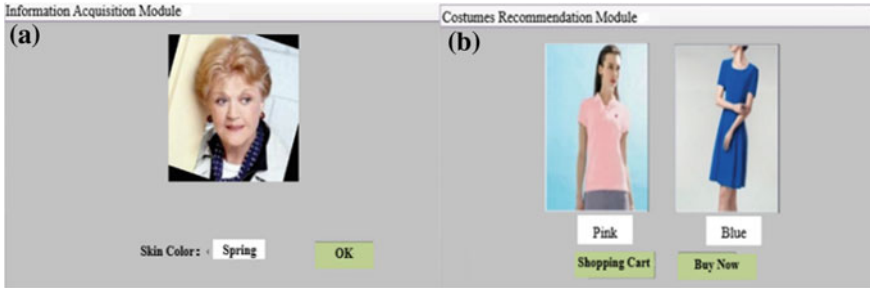 Information Acquisition Module
(a)
Skin Color: Spring
OK
Costumes Recommendation Module
(b)
Pink
Blue
Shopping Cart
Buy Now